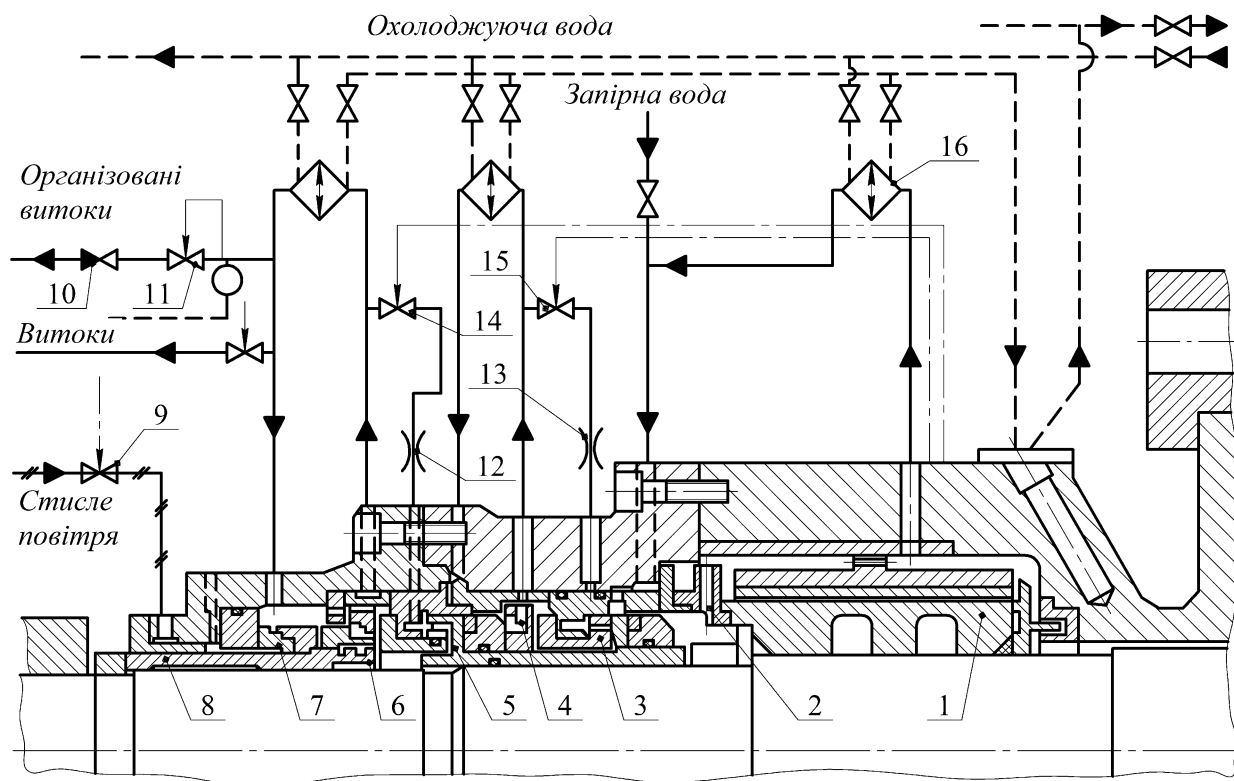 Охолоджуюча вода
Запірна вода
16
Організовані
витоки
15
10
11
14
Витоки
13
9
12
Стисле
повітря
8
7
6
5
4
3
2
1